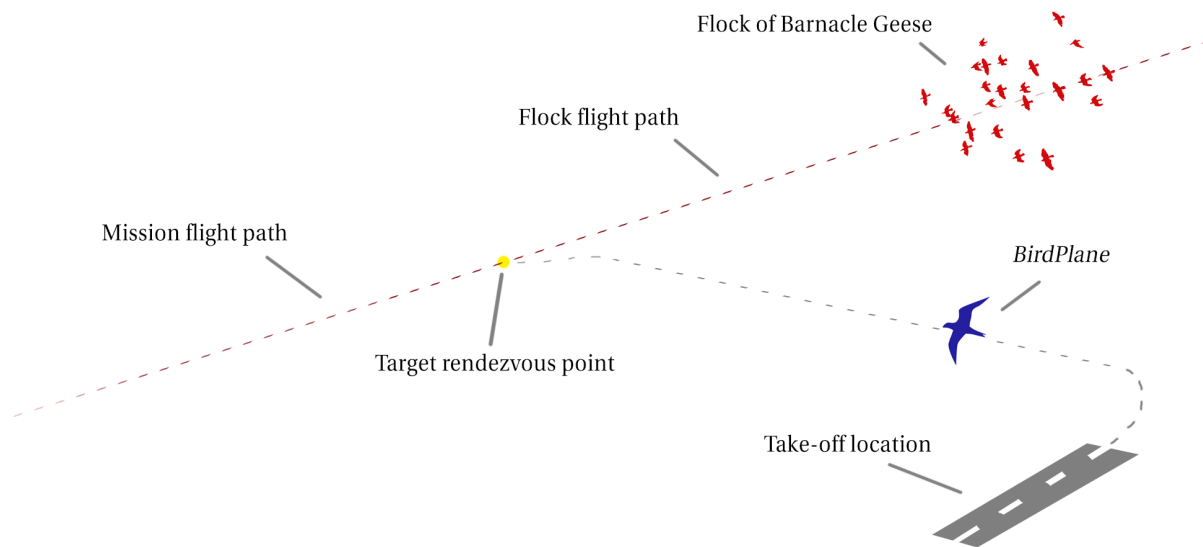 Flock of Barnacle Geese
Flock flight path
Mission flight path
BirdPlane
Target rendezvous point
Take-off location